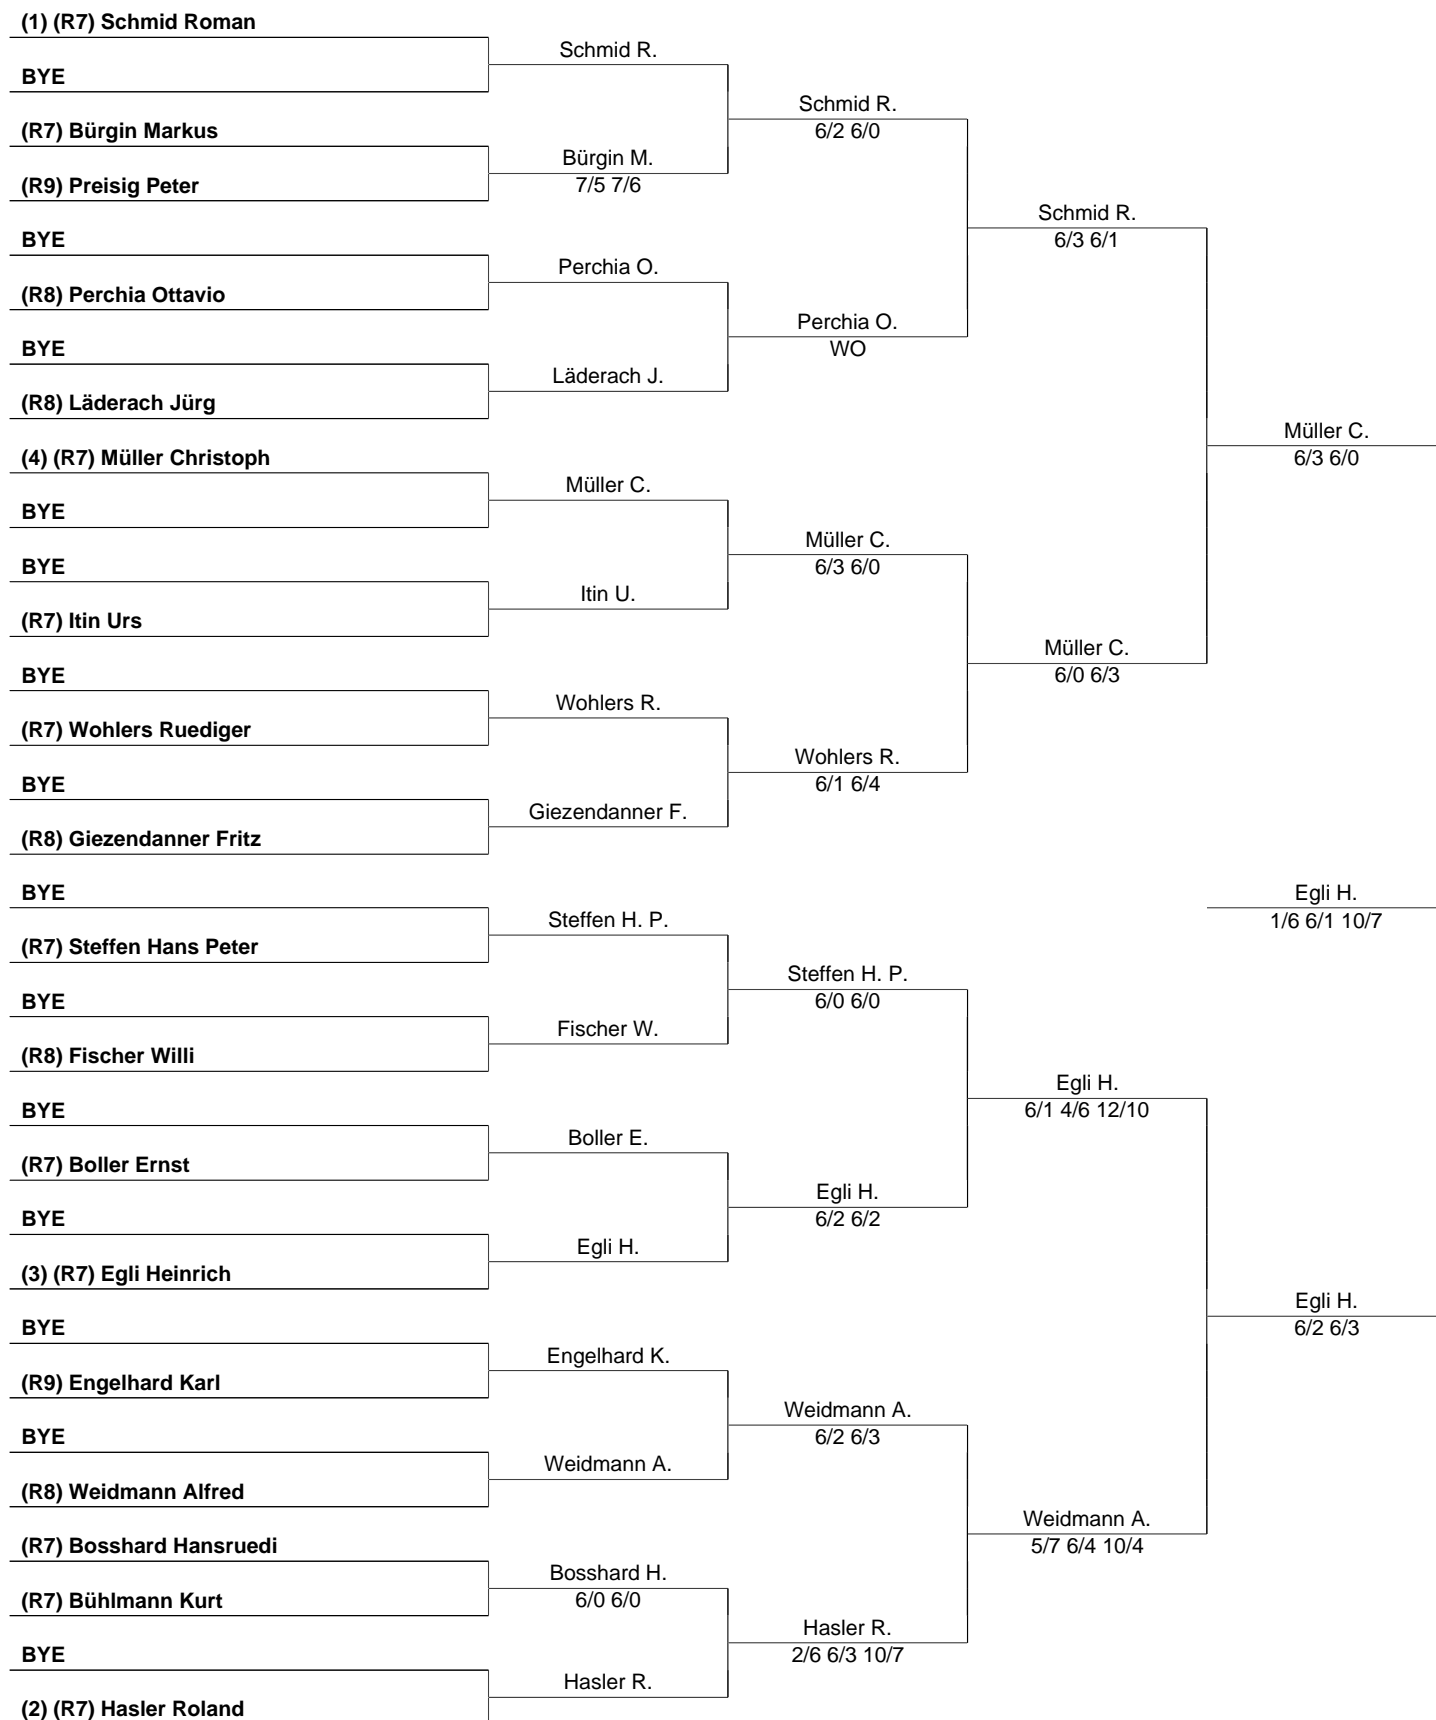 (1) (R7) Schmid Roman
BYE
(R7) Bürgin Markus
(R9) Preisig Peter
BYE
(R8) Perchia Ottavio
BYE
(R8) Läderach Jürg
(4) (R7) Müller Christoph
BYE
BYE
(R7) Itin Urs
BYE
(R7) Wohlers Ruediger
BYE
(R8) Giezendanner Fritz
BYE
(R7) Steffen Hans Peter
BYE
(R8) Fischer Willi
BYE
(R7) Boller Ernst
BYE
(3) (R7) Egli Heinrich
BYE
(R9) Engelhard Karl
BYE
(R8) Weidmann Alfred
(R7) Bosshard Hansruedi
(R7) Bühlmann Kurt
BYE
(2) (R7) Hasler Roland
Schmid R.
Bürgin M.
7/5 7/6
Perchia O.
Läderach J.
Müller C.
Itin U.
Wohlers R.
Giezendanner F.
Steffen H. P.
Fischer W.
Boller E.
Egli H.
Engelhard K.
Weidmann A.
Bosshard H.
6/0 6/0
Hasler R.
Schmid R.
6/2 6/0
Perchia O.
WO
Müller C.
6/3 6/0
Wohlers R.
6/1 6/4
Steffen H. P.
6/0 6/0
Egli H.
6/2 6/2
Weidmann A.
6/2 6/3
Hasler R.
2/6 6/3 10/7
Schmid R.
6/3 6/1
Müller C.
6/0 6/3
Egli H.
6/1 4/6 12/10
Weidmann A.
5/7 6/4 10/4
Müller C.
6/3 6/0
Egli H.
1/6 6/1 10/7
Egli H.
6/2 6/3